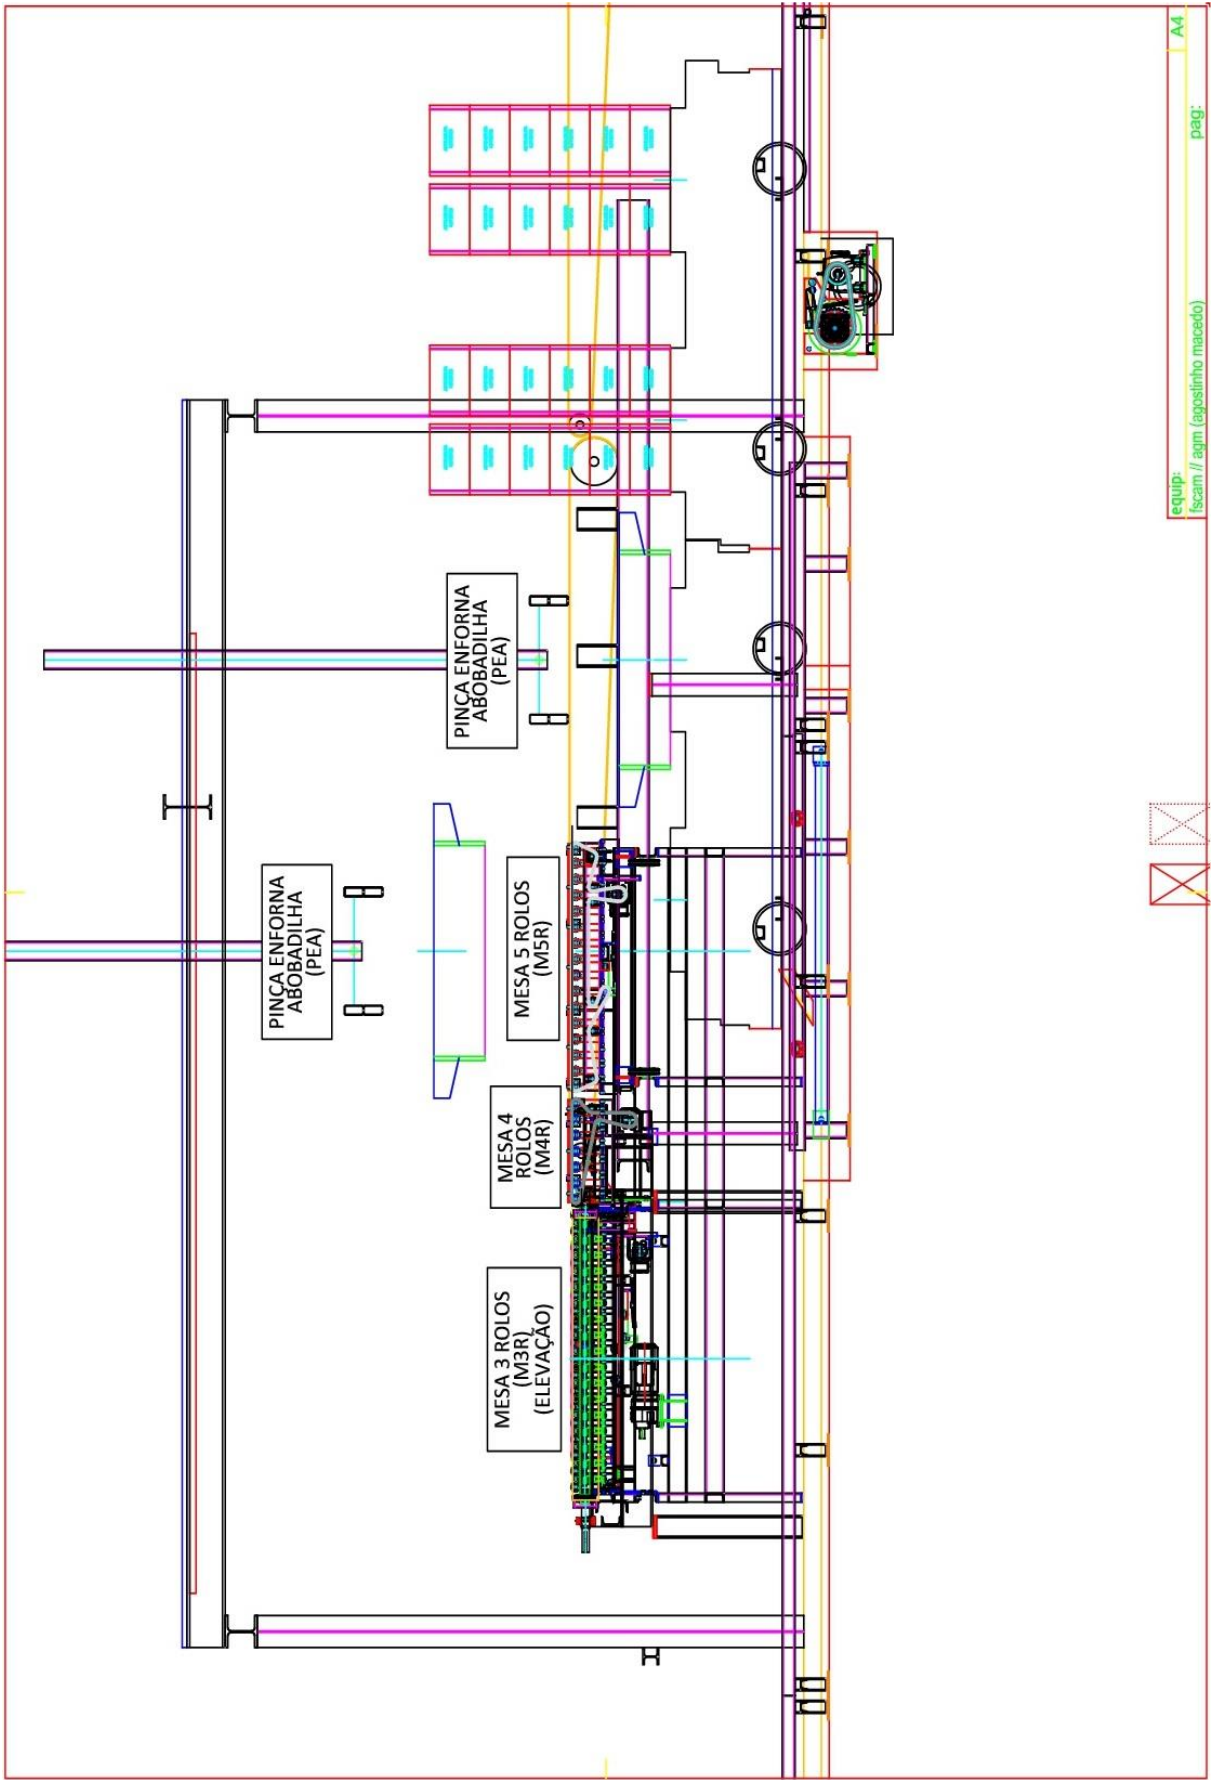 MESA 3 ROLOS
(M3R)
(ELEVAÇÃO)
MESA 4
ROLOS
(M4R)
MESA 5 ROLOS
(M5R)
PINÇA ENFORNA
ABOBADILHA
(PEA)
PINÇA ENFORNA
ABOBADILHA
(PEA)
equip:
fscam // agm (agostinho macedo)
pag:
A4